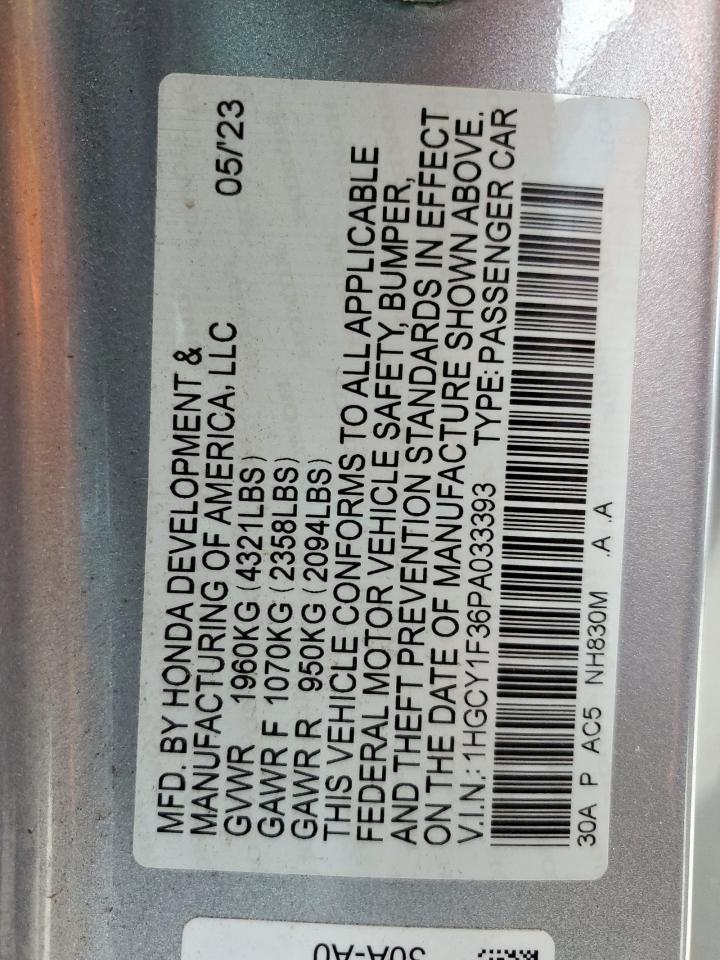 MFD. BY HONDA DEVELOPMENT &
MANUFACTURING OF AMERICA, LLC 05/'23
GVWR 1960KG (4321LBS)
GAWR F 1070KG (2358LBS)
GAWR R 950KG (2094LBS)
THIS VEHICLE CONFORMS TO ALL APPLICABLE
FEDERAL MOTOR VEHICLE SAFETY, BUMPER,
AND THEFT PREVENTION STANDARDS IN EFFECT
ON THE DATE OF MANUFACTURE SHOWN ABOVE.
V.I.N.: 1HGCY1F36PA033393 TYPE: PASSENGER CAR
30A P AC5 NH830M .A .A
30A-A0